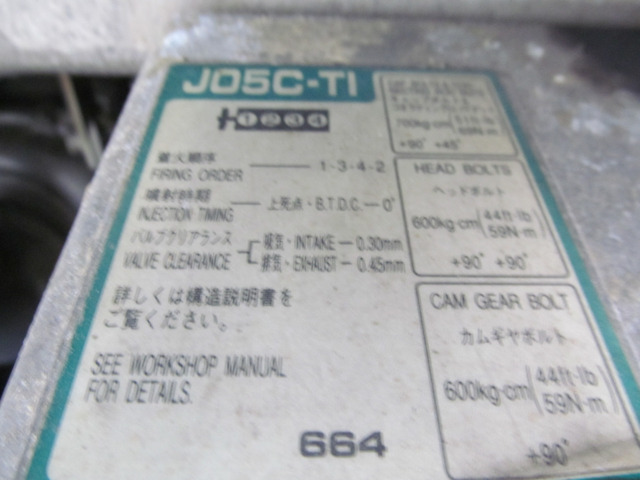 J05C-TI
1 2 3 4
着火順序
FIRING ORDER 1-3-4-2
噴射時期
INJECTION TIMING 上死点・B.T.D.C.—0°
バルブクリアランス
VALVE CLEARANCE 吸気・INTAKE—0.30mm
排気・EXHAUST—0.45mm
詳しくは構造説明書を
ご覧ください。
SEE WORKSHOP MANUAL
FOR DETAILS.
664
+90° +45°
HEAD BOLTS
ヘッドボルト
600kg·cm (44ft·lb
59N·m)
+90° +90°
CAM GEAR BOLT
カムギヤボルト
600kg·cm (44ft·lb
59N·m)
+90°